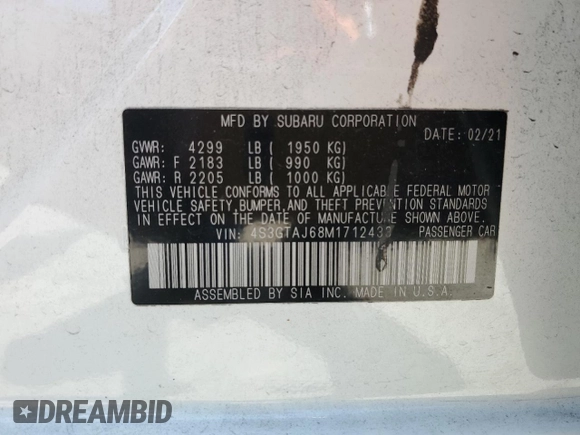 MFD BY SUBARU CORPORATION
DATE: 02/21
GVWR: 4299 LB ( 1950 KG)
GAWR: F 2183 LB ( 990 KG)
GAWR: R 2205 LB ( 1000 KG)
THIS VEHICLE CONFORMS TO ALL APPLICABLE FEDERAL MOTOR
VEHICLE SAFETY,BUMPER,AND THEFT PREVENTION STANDARDS
IN EFFECT ON THE DATE OF MANUFACTURE SHOWN ABOVE.
VIN: 4S3GTAJ68M1712433 PASSENGER CAR
ASSEMBLED BY SIA INC. MADE IN U.S.A.
DREAMBID